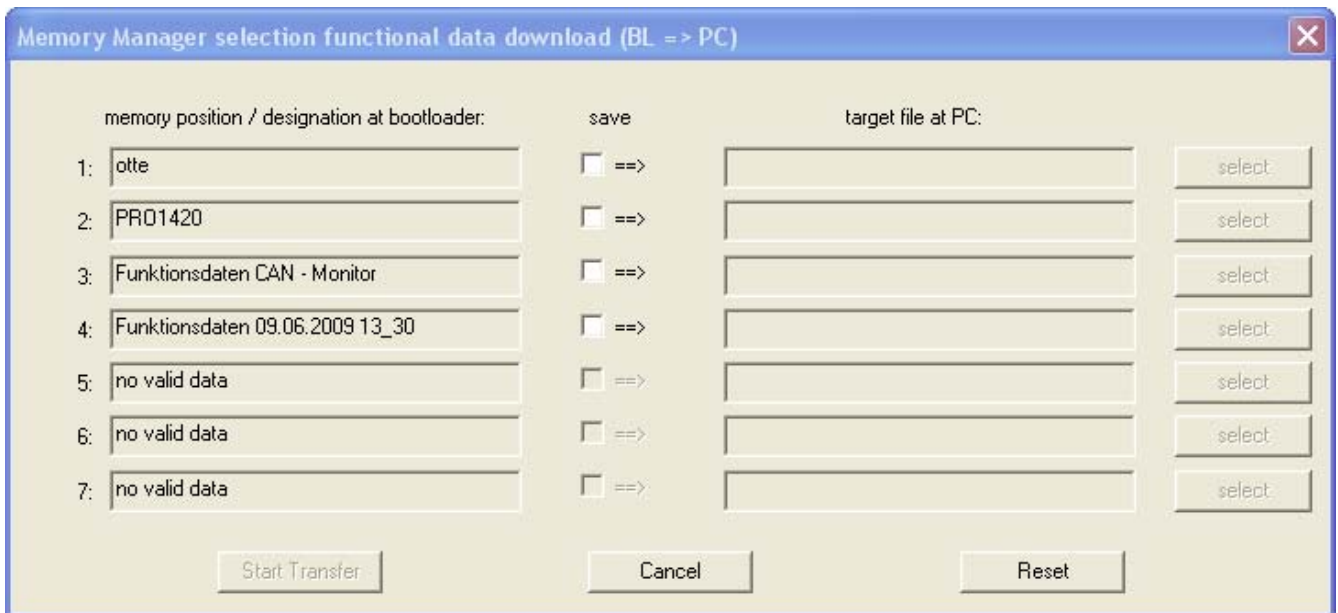 Memory Manager selection functional data download (BL => PC)
memory position / designation at bootloader: save target file at PC:
1: otte ==> select
2: PRO1420 ==> select
3: Funktionsdaten CAN - Monitor ==> select
4: Funktionsdaten 09.06.2009 13_30 ==> select
5: no valid data ==> select
6: no valid data ==> select
7: no valid data ==> select
Start Transfer Cancel Reset